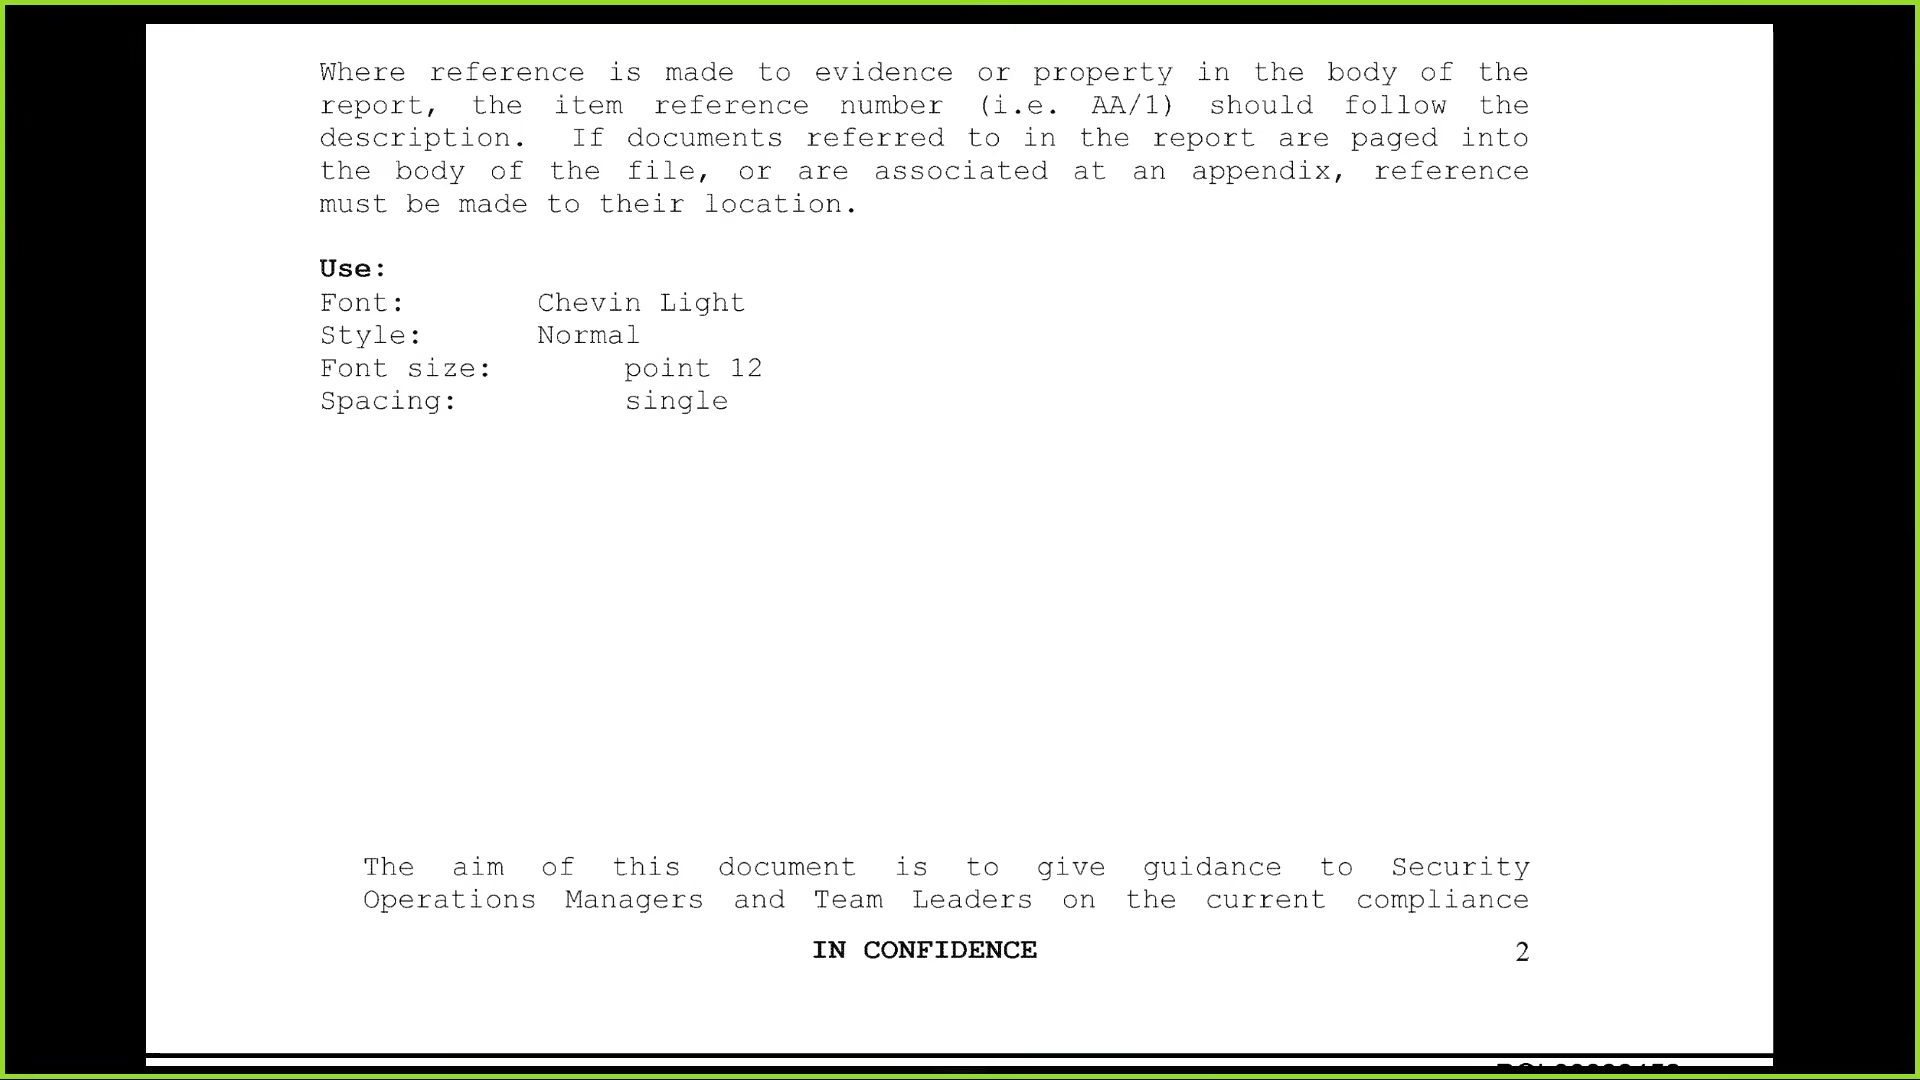 Where reference is made to evidence or property in the body of the
report, the item reference number (i.e. AA/1) should follow the
description. If documents referred to in the report are paged into
the body of the file, or are associated at an appendix, reference
must be made to their location.
Use:
Font: Chevin Light
Style: Normal
Font size: point 12
Spacing: single
The aim of this document is to give guidance to Security
Operations Managers and Team Leaders on the current compliance
IN CONFIDENCE 2